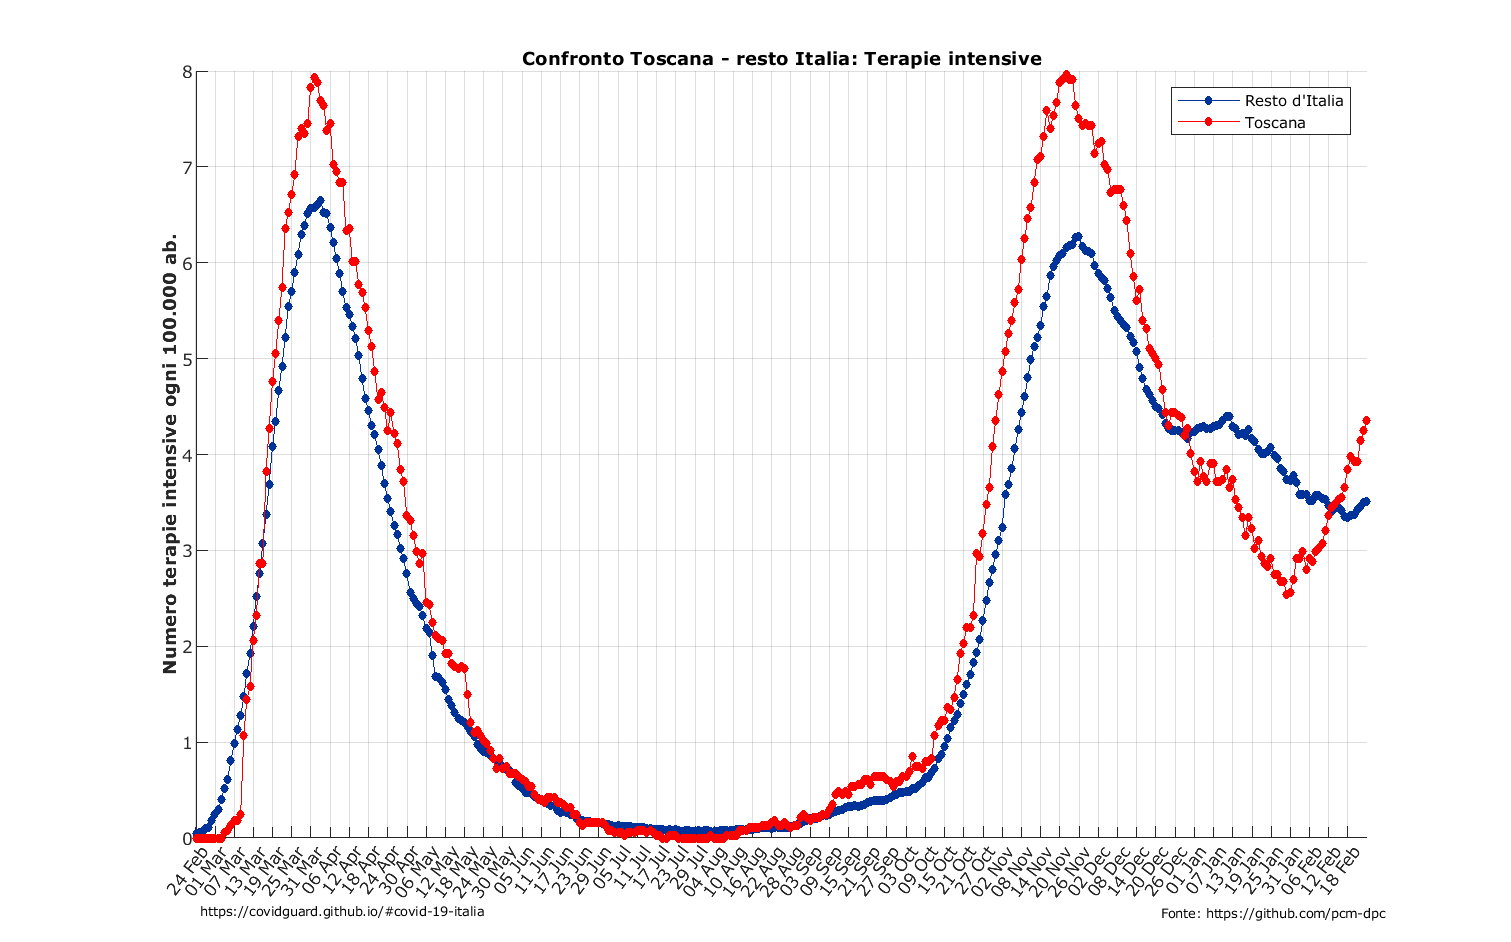 Confronto Toscana - resto Italia: Terapie intensive
Numero terapie intensive ogni 100.000 ab.
8
7
6
5
4
3
2
1
0
Resto d'Italia
Toscana
24 Feb
01 Mar
07 Mar
13 Mar
19 Mar
25 Mar
31 Mar
06 Apr
12 Apr
18 Apr
24 Apr
30 Apr
06 May
12 May
18 May
24 May
30 May
05 Jun
11 Jun
17 Jun
23 Jun
29 Jun
05 Jul
11 Jul
17 Jul
23 Jul
29 Jul
04 Aug
10 Aug
16 Aug
22 Aug
28 Aug
03 Sep
09 Sep
15 Sep
21 Sep
27 Sep
03 Oct
09 Oct
15 Oct
21 Oct
27 Oct
02 Nov
08 Nov
14 Nov
20 Nov
26 Nov
02 Dec
08 Dec
14 Dec
20 Dec
26 Dec
01 Jan
07 Jan
13 Jan
19 Jan
25 Jan
31 Jan
06 Feb
12 Feb
18 Feb
https://covidguard.github.io/#covid-19-italia
Fonte: https://github.com/pcm-dpc